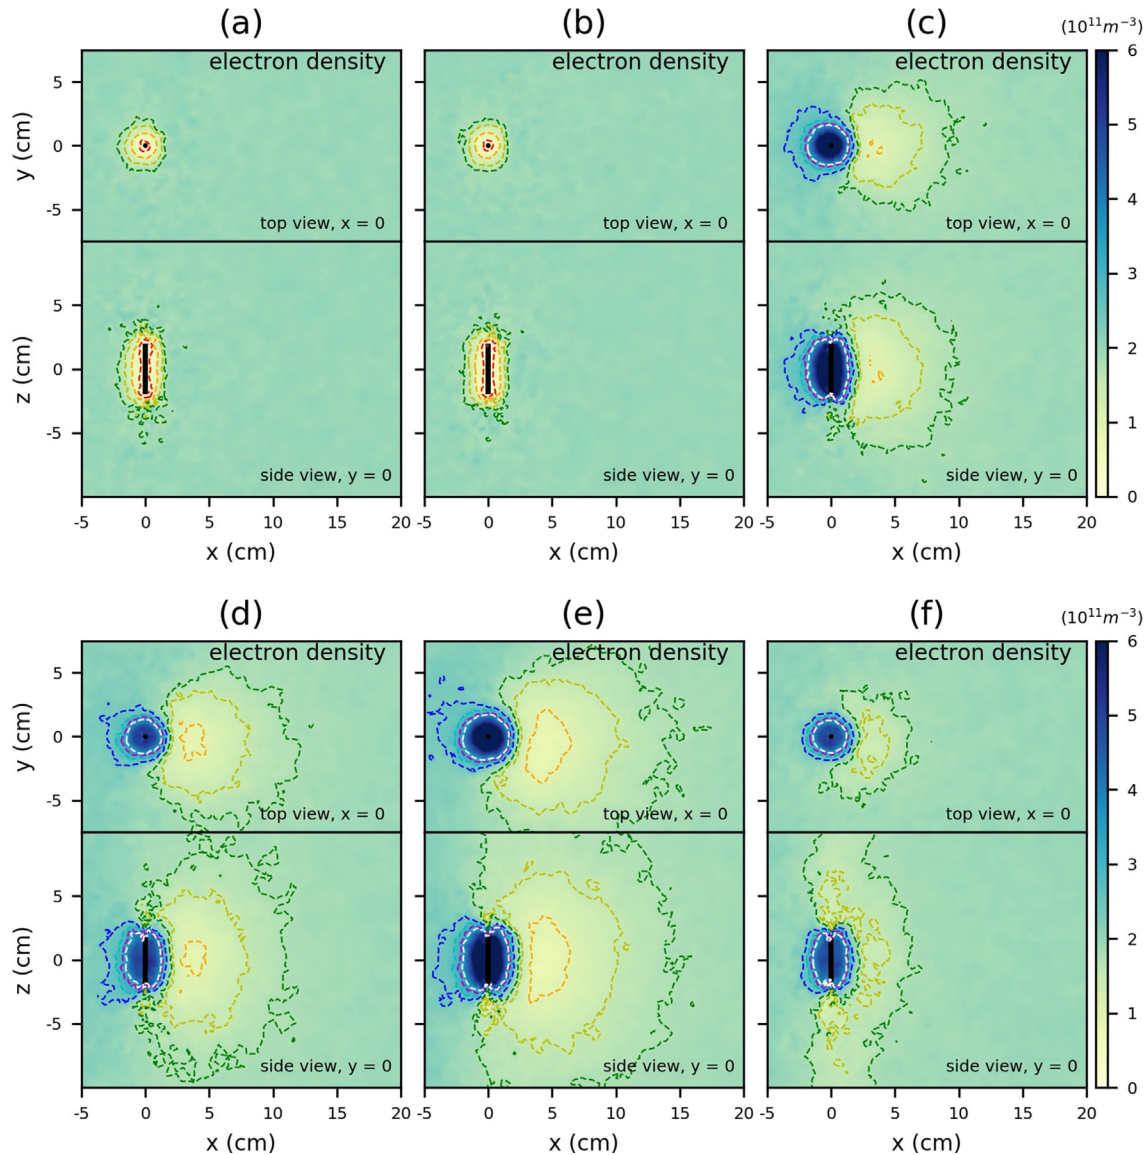 (a) (b) (c) (10¹¹m⁻³)
electron density electron density electron density 6
5 5 5
5
y (cm) 0 0 0
4
-5 -5 -5
top view, x = 0 top view, x = 0 top view, x = 0
3
5 5 5
2
z (cm) 0 0 0
1
-5 -5 -5
side view, y = 0 side view, y = 0 side view, y = 0
0
-5 0 5 10 15 20 -5 0 5 10 15 20 -5 0 5 10 15 20
x (cm) x (cm) x (cm)
(d) (e) (f) (10¹¹m⁻³)
electron density electron density electron density 6
5 5 5
5
y (cm) 0 0 0
4
-5 -5 -5
top view, x = 0 top view, x = 0 top view, x = 0
3
5 5 5
2
z (cm) 0 0 0
1
-5 -5 -5
side view, y = 0 side view, y = 0 side view, y = 0
0
-5 0 5 10 15 20 -5 0 5 10 15 20 -5 0 5 10 15 20
x (cm) x (cm) x (cm)